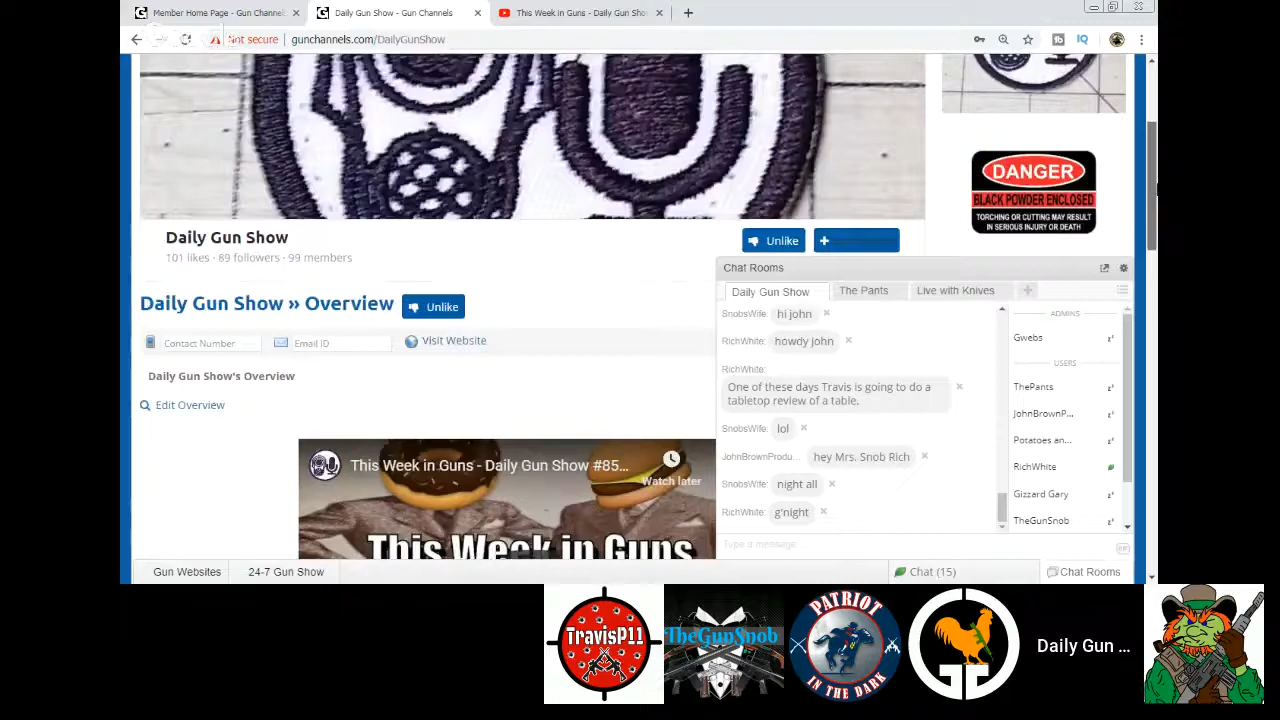 Member Home Page - Gun Channel
Daily Gun Show - Gun Channels
This Week in Guns - Daily Gun Sho
Not secure
gunchannels.com/DailyGunShow
DANGER
BLACK POWDER ENCLOSED
TORCHING OR CUTTING MAY RESULT
IN SERIOUS INJURY OR DEATH
Daily Gun Show
101 likes · 89 followers · 99 members
Unlike
Daily Gun Show » Overview
Unlike
Contact Number
Email ID
Visit Website
Daily Gun Show's Overview
Edit Overview
This Week in Guns - Daily Gun Show #85...
Watch later
This Week in Guns
Chat Rooms
Daily Gun Show
The Pants
Live with Knives
SnobsWife: hi john
RichWhite: howdy john
RichWhite:
One of these days Travis is going to do a
tabletop review of a table.
SnobsWife: lol
JohnBrownProdu... hey Mrs. Snob Rich
SnobsWife: night all
RichWhite: g'night
Type a message...
GIF
ADMINS
Gwebs
USERS
ThePants
JohnBrownP...
Potatoes an...
RichWhite
Gizzard Gary
TheGunSnob
Gun Websites
24-7 Gun Show
Chat (15)
Chat Rooms
TravisP11
TheGunSnob
PATRIOT
IN THE DARK
GG
Daily Gun ...